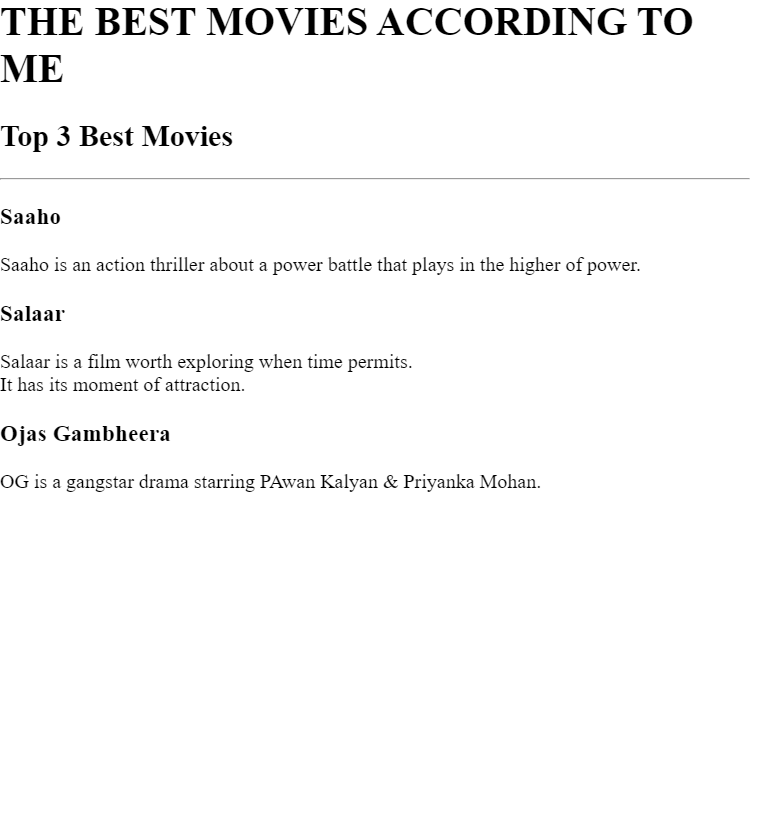 THE BEST MOVIES ACCORDING TO
ME
Top 3 Best Movies
Saaho
Saaho is an action thriller about a power battle that plays in the higher of power.
Salaar
Salaar is a film worth exploring when time permits.
It has its moment of attraction.
Ojas Gambheera
OG is a gangstar drama starring PAwan Kalyan & Priyanka Mohan.